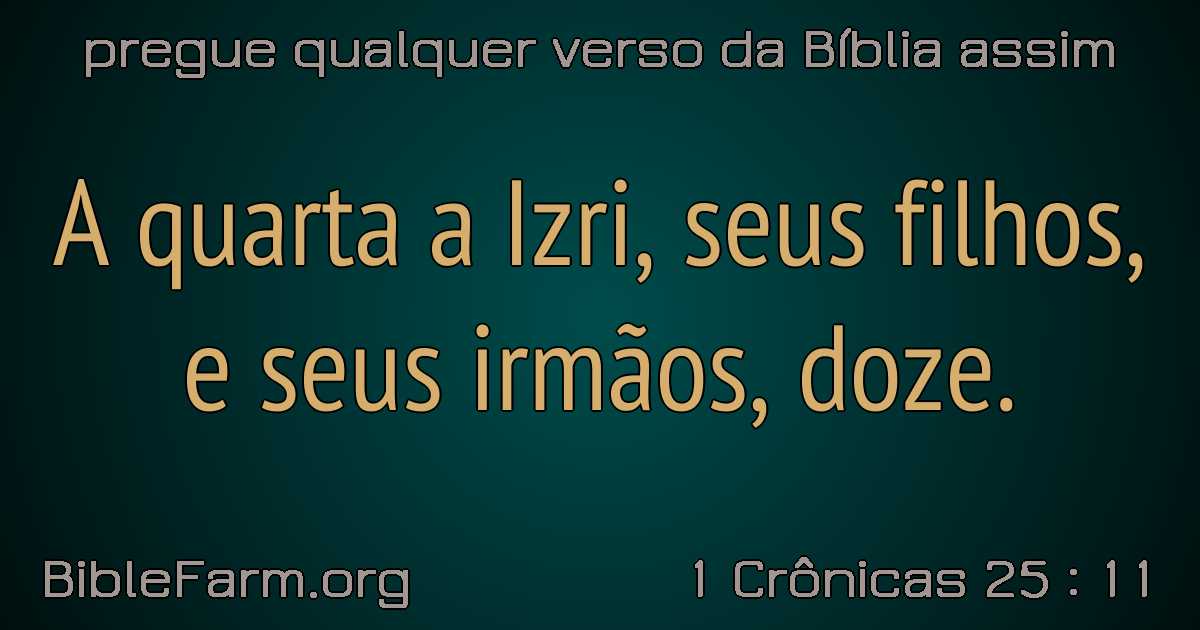 pregue qualquer verso da Bíblia assim
A quarta a Izri, seus filhos,
e seus irmãos, doze.
BibleFarm.org
1 Crônicas 25 : 11